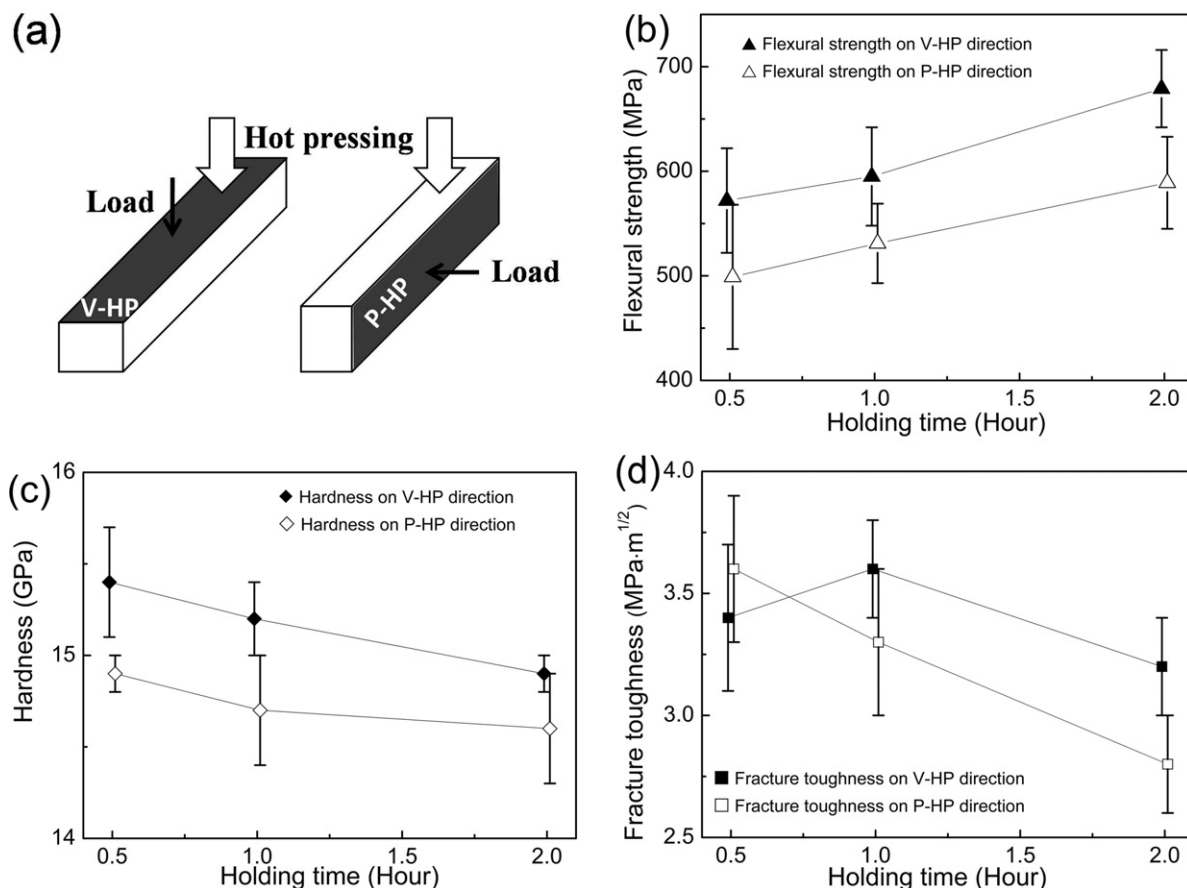 (a)
Hot pressing
Load
V-HP
P-HP
Load
(b)
Flexural strength on V-HP direction
Flexural strength on P-HP direction
700
600
500
400
Flexural strength (MPa)
0.5 1.0 1.5 2.0
Holding time (Hour)
(c)
Hardness on V-HP direction
Hardness on P-HP direction
16
15
14
Hardness (GPa)
0.5 1.0 1.5 2.0
Holding time (Hour)
(d)
4.0
3.5
3.0
2.5
Fracture toughness (MPa·m1/2)
Fracture toughness on V-HP direction
Fracture toughness on P-HP direction
0.5 1.0 1.5 2.0
Holding time (Hour)